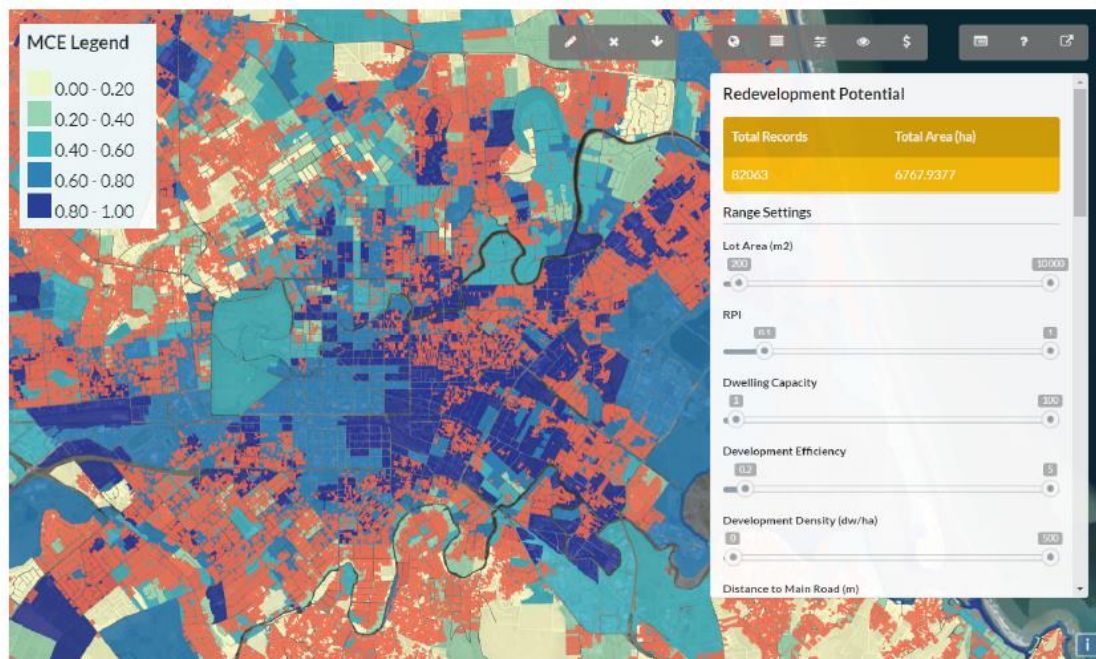 MCE Legend
0.00 - 0.20
0.20 - 0.40
0.40 - 0.60
0.60 - 0.80
0.80 - 1.00
$ ?
Redevelopment Potential
Total Records Total Area (ha)
82063 6767.9377
Range Settings
Lot Area (m2)
200 10000
RPI
0.1 1
Dwelling Capacity
1 100
Development Efficiency
0.2 5
Development Density (dw/ha)
0 500
Distance to Main Road (m)
i